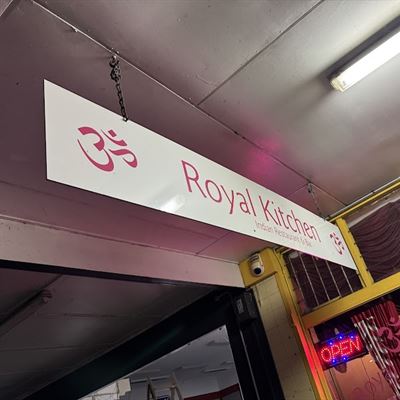 ॐ Royal Kitchen ॐ
Indian Restaurant & Bar
OPEN
ॐ